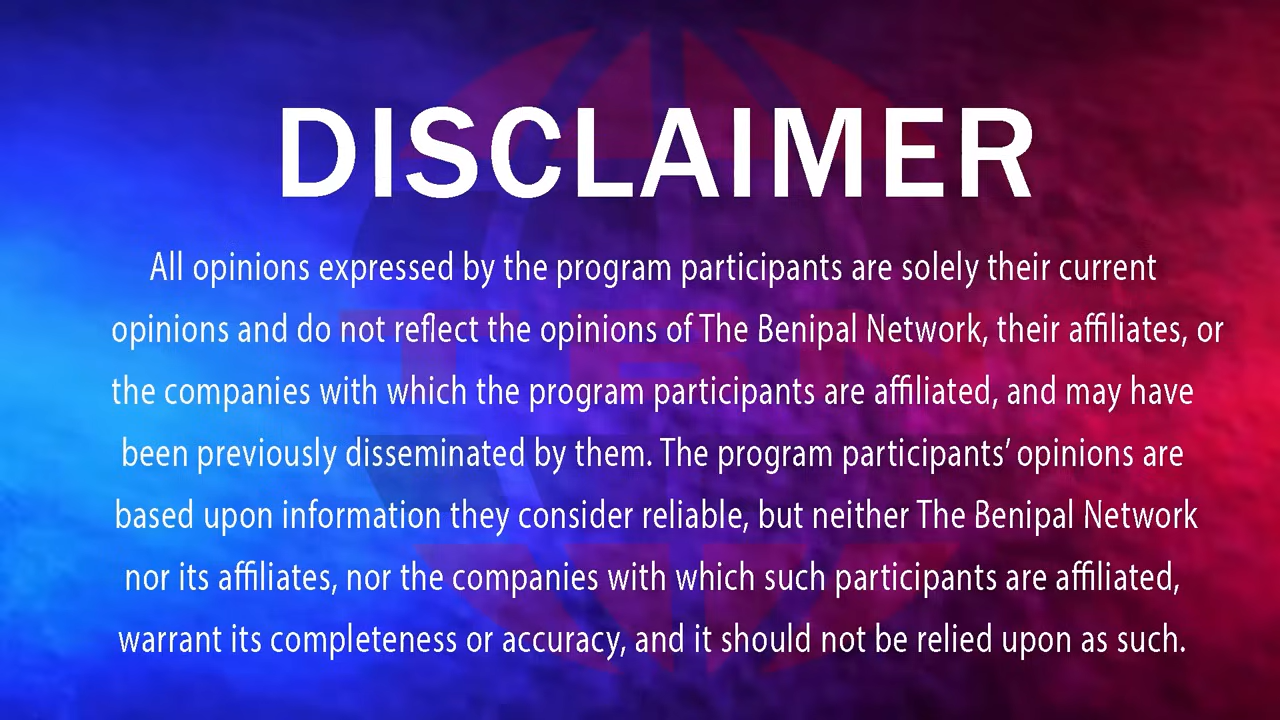 DISCLAIMER
All opinions expressed by the program participants are solely their current
opinions and do not reflect the opinions of The Benipal Network, their affiliates, or
the companies with which the program participants are affiliated, and may have
been previously disseminated by them. The program participants’ opinions are
based upon information they consider reliable, but neither The Benipal Network
nor its affiliates, nor the companies with which such participants are affiliated,
warrant its completeness or accuracy, and it should not be relied upon as such.